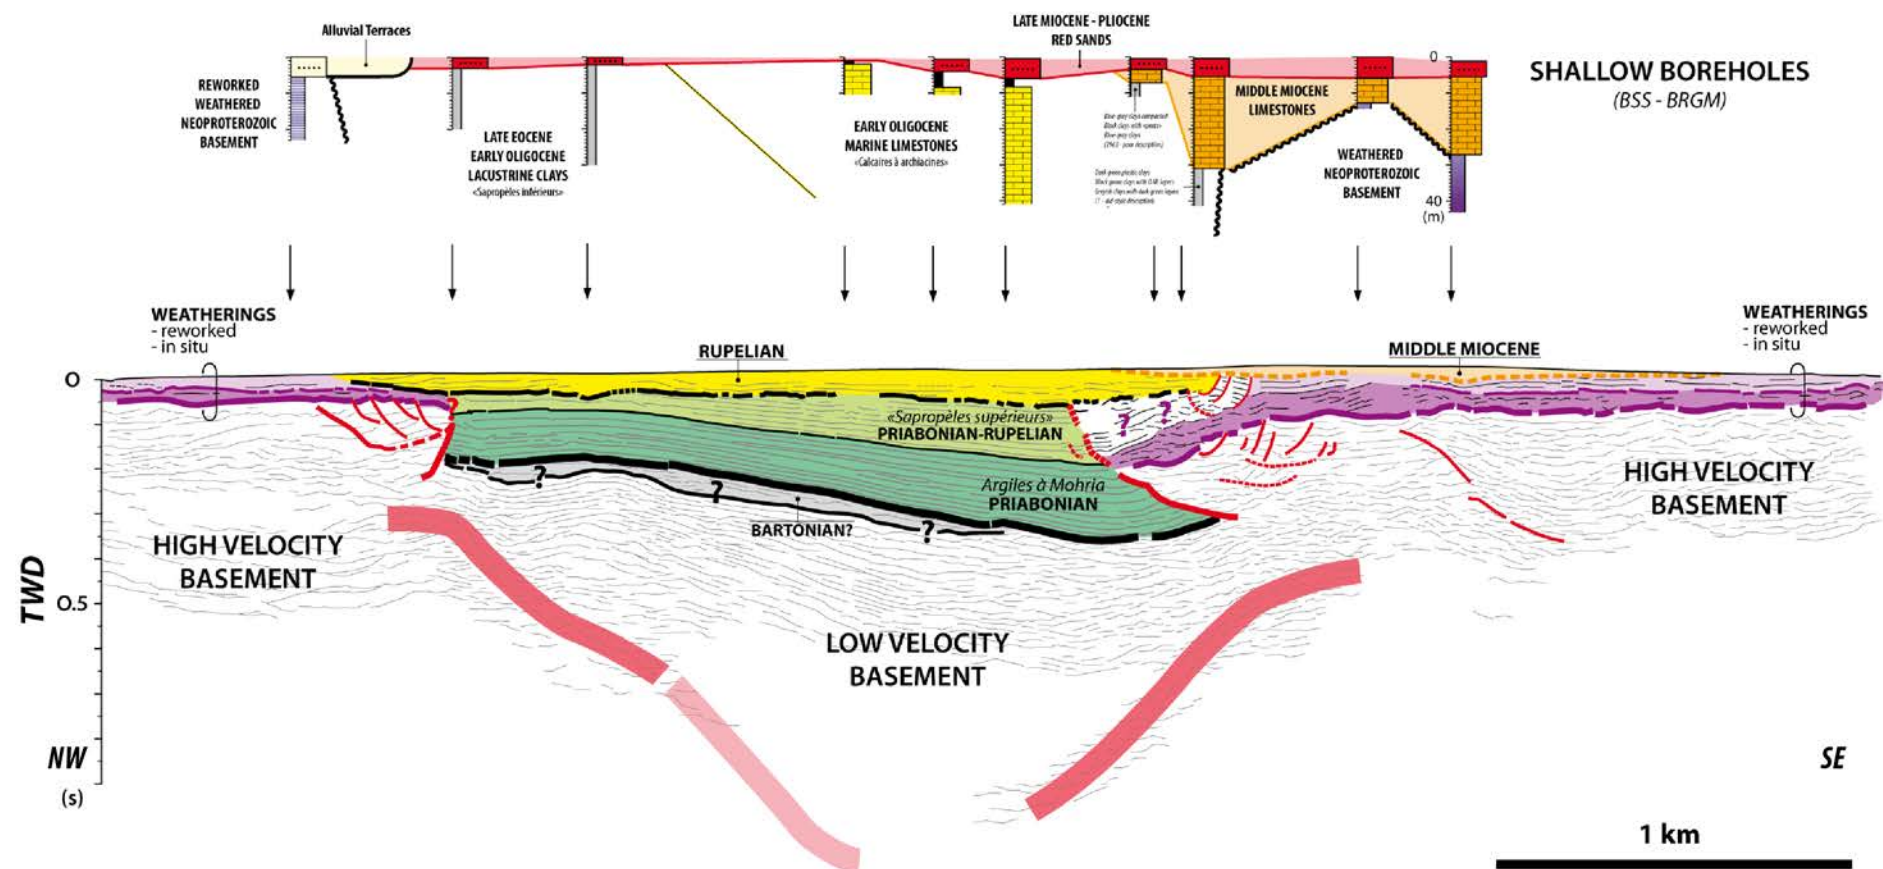 Alluvial Terraces
LATE MIOCENE - PLIOCENE
RED SANDS
0
SHALLOW BOREHOLES
(BSS - BRGM)
REWORKED
WEATHERED
NEOPROTEROZOIC
BASEMENT
LATE EOCENE
EARLY OLIGOCENE
LACUSTRINE CLAYS
«Sapropèles inférieurs»
EARLY OLIGOCENE
MARINE LIMESTONES
«Calcaires à archiacines»
MIDDLE MIOCENE
LIMESTONES
WEATHERED
NEOPROTEROZOIC
BASEMENT
40
(m)
WEATHERINGS
- reworked
- in situ
RUPELIAN
MIDDLE MIOCENE
WEATHERINGS
- reworked
- in situ
0
?
«Sapropèles supérieurs»
PRIABONIAN-RUPELIAN
? ?
Argiles à Mohria
PRIABONIAN
? ? ?
BARTONIAN?
HIGH VELOCITY
BASEMENT
HIGH VELOCITY
BASEMENT
LOW VELOCITY
BASEMENT
TWD
0.5
NW
(s)
SE
1 km